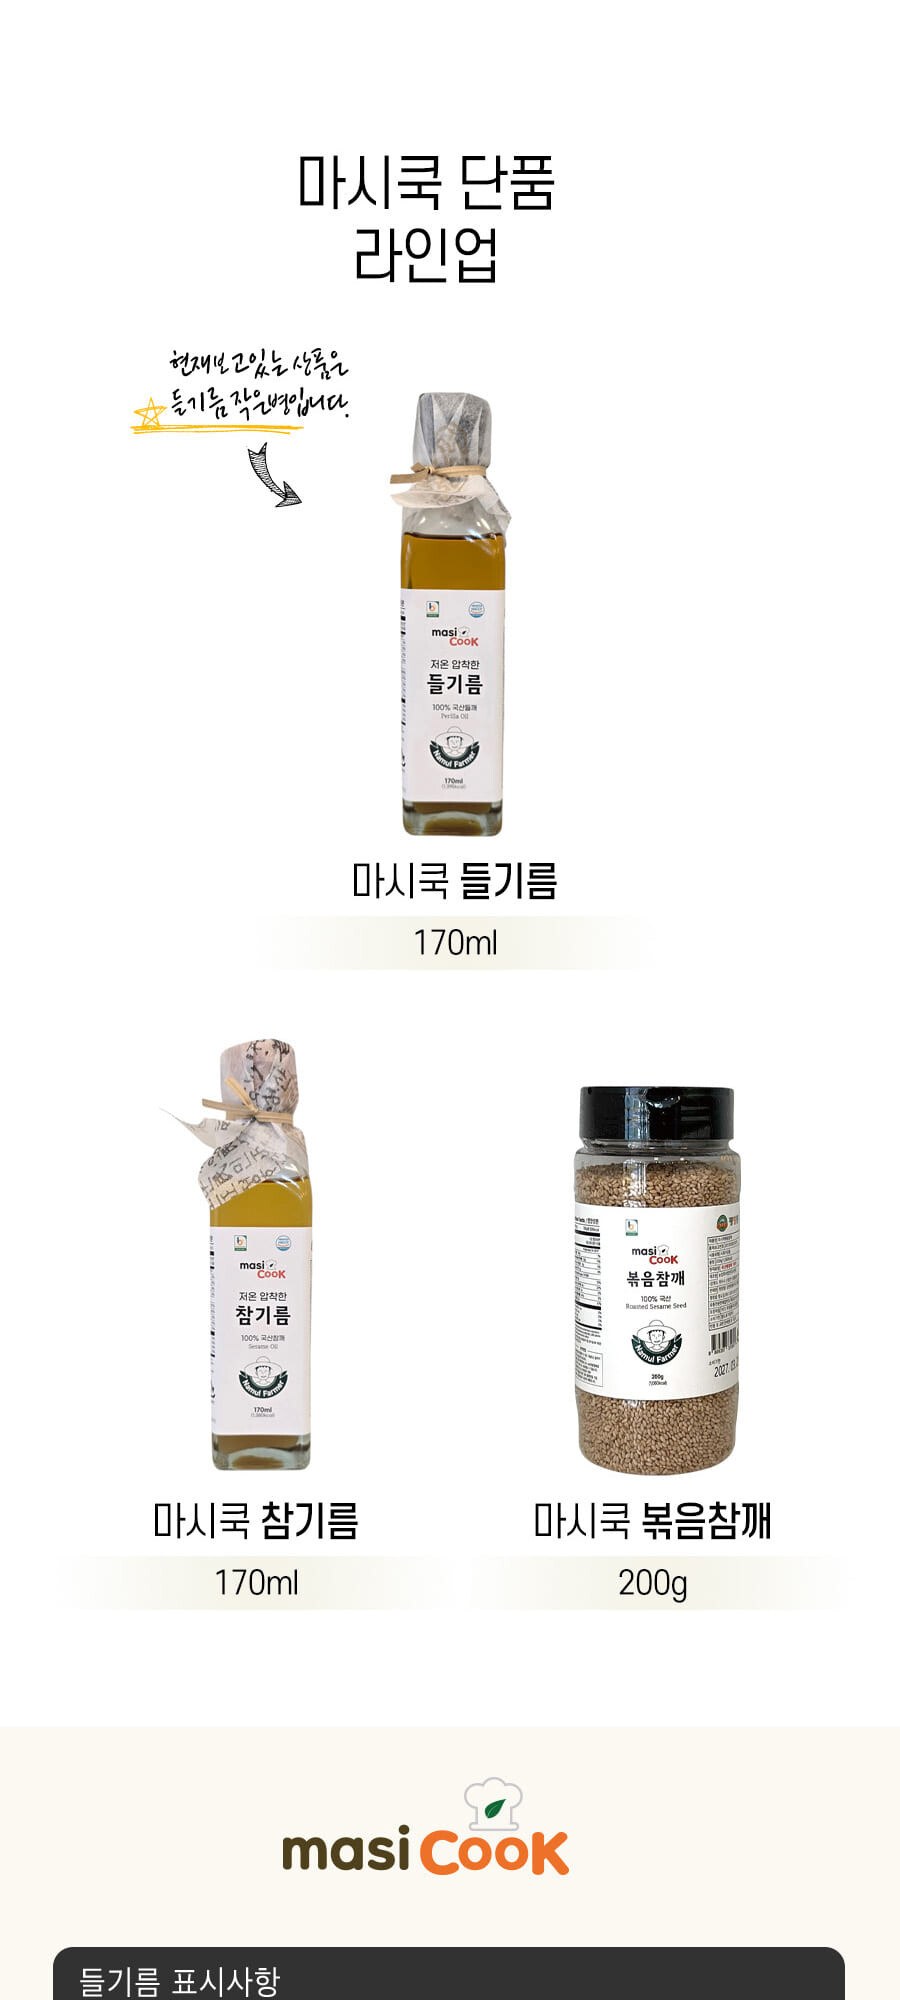 마시쿡 단품
라인업
현재보고있는 상품은
들기름 작은병입니다.
masi
CooK
저온 압착한
들기름
100% 국산들깨
Perilla Oil
Namul Farmer
170ml
마시쿡 들기름
170ml
masi
CooK
저온 압착한
참기름
100% 국산참깨
Sesame Oil
Namul Farmer
170ml
masi
CooK
볶음참깨
100% 국산
Roasted Sesame Seed
Namul Farmer
200g
마시쿡 참기름
170ml
마시쿡 볶음참깨
200g
masi CooK
들기름 표시사항